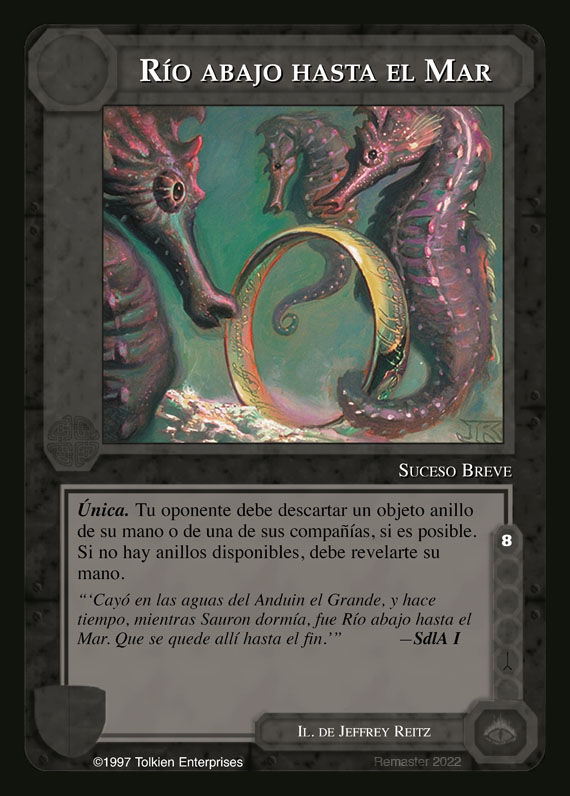 Río abajo hasta el Mar
JR
Suceso Breve
Única. Tu oponente debe descartar un objeto anillo
de su mano o de una de sus compañías, si es posible.
Si no hay anillos disponibles, debe revelarte su
mano.
8
“‘Cayó en las aguas del Anduin el Grande, y hace
tiempo, mientras Sauron dormía, fue Río abajo hasta el
Mar. Que se quede allí hasta el fin.’” —SdlA I
Il. de Jeffrey Reitz
©1997 Tolkien Enterprises
Remaster 2022